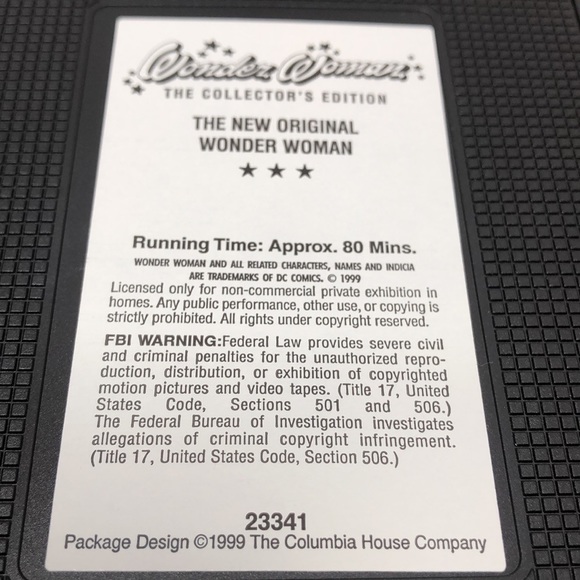 Wonder Woman
THE COLLECTOR'S EDITION
THE NEW ORIGINAL
WONDER WOMAN
★ ★ ★
Running Time: Approx. 80 Mins.
WONDER WOMAN AND ALL RELATED CHARACTERS, NAMES AND INDICIA
ARE TRADEMARKS OF DC COMICS. © 1999
Licensed only for non-commercial private exhibition in
homes. Any public performance, other use, or copying is
strictly prohibited. All rights under copyright reserved.
FBI WARNING:Federal Law provides severe civil
and criminal penalties for the unauthorized repro-
duction, distribution, or exhibition of copyrighted
motion pictures and video tapes. (Title 17, United
States Code, Sections 501 and 506.)
The Federal Bureau of Investigation investigates
allegations of criminal copyright infringement.
(Title 17, United States Code, Section 506.)
23341
Package Design ©1999 The Columbia House Company